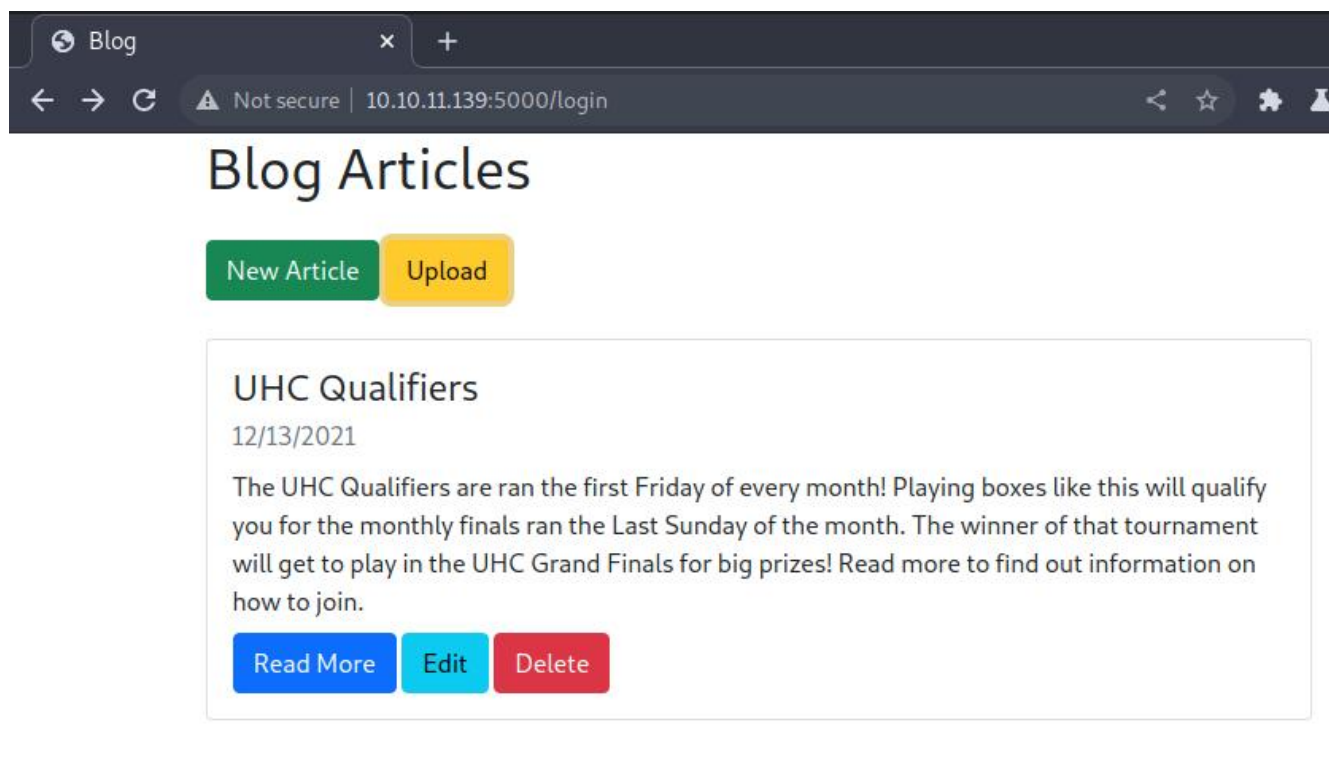 Blog
Not secure | 10.10.11.139:5000/login
Blog Articles
New Article Upload
UHC Qualifiers
12/13/2021
The UHC Qualifiers are ran the first Friday of every month! Playing boxes like this will qualify
you for the monthly finals ran the Last Sunday of the month. The winner of that tournament
will get to play in the UHC Grand Finals for big prizes! Read more to find out information on
how to join.
Read More Edit Delete